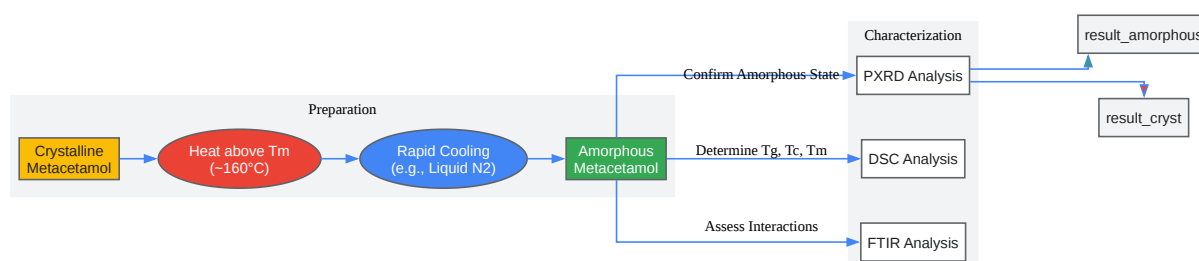 Preparation
Crystalline
Metacetamol
Heat above Tm
(~160°C)
Rapid Cooling
(e.g., Liquid N2)
Amorphous
Metacetamol
Confirm Amorphous State
Determine Tg, Tc, Tm
Assess Interactions
Characterization
PXRD Analysis
DSC Analysis
FTIR Analysis
result_amorphous
result_cryst